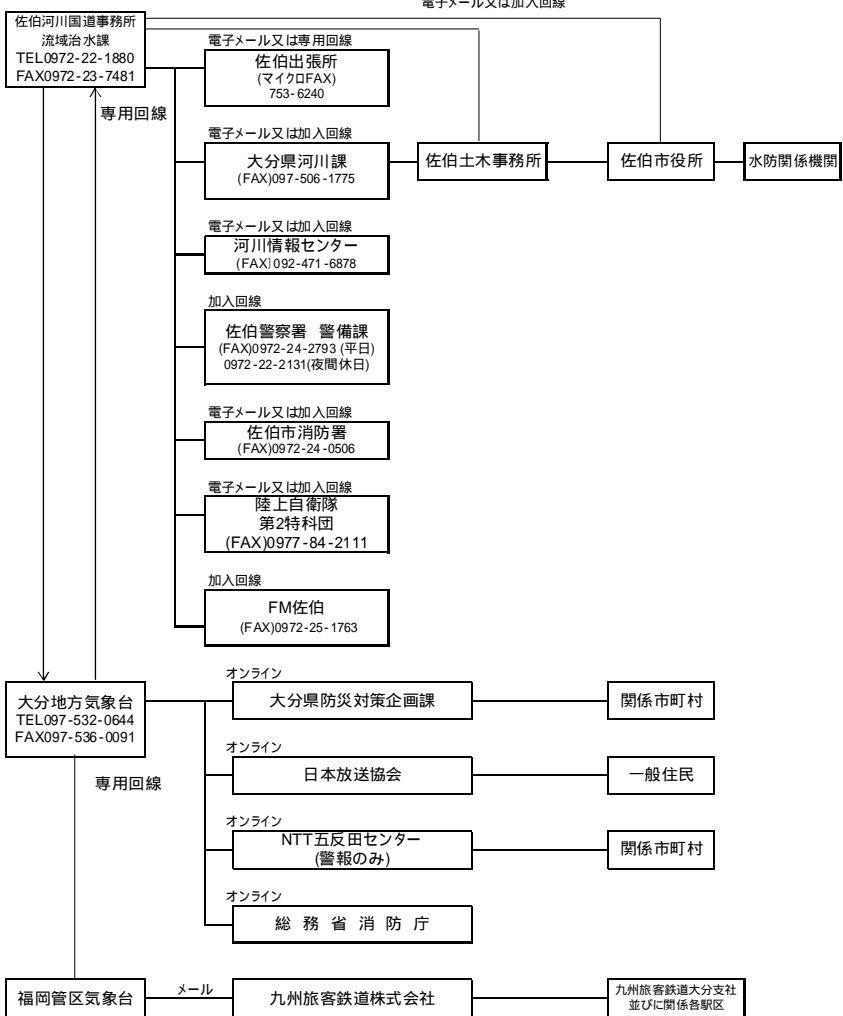 電子メール又は加入回線
佐伯河川国道事務所
流域治水課
TEL0972-22-1880
FAX0972-23-7481
専用回線
電子メール又は専用回線
佐伯出張所
(マイクロFAX)
753-6240
電子メール又は加入回線
大分県河川課
(FAX)097-506-1775
佐伯土木事務所
佐伯市役所
水防関係機関
電子メール又は加入回線
河川情報センター
(FAX)092-471-6878
加入回線
佐伯警察署 警備課
(FAX)0972-24-2793 (平日)
0972-22-2131(夜間休日)
電子メール又は加入回線
佐伯市消防署
(FAX)0972-24-0506
電子メール又は加入回線
陸上自衛隊
第2特科団
(FAX)0977-84-2111
加入回線
FM佐伯
(FAX)0972-25-1763
大分地方気象台
TEL097-532-0644
FAX097-536-0091
専用回線
オンライン
大分県防災対策企画課
関係市町村
オンライン
日本放送協会
一般住民
オンライン
NTT五反田センター
(警報のみ)
関係市町村
オンライン
総務省消防庁
福岡管区気象台
メール
九州旅客鉄道株式会社
九州旅客鉄道大分支社
並びに関係各駅区